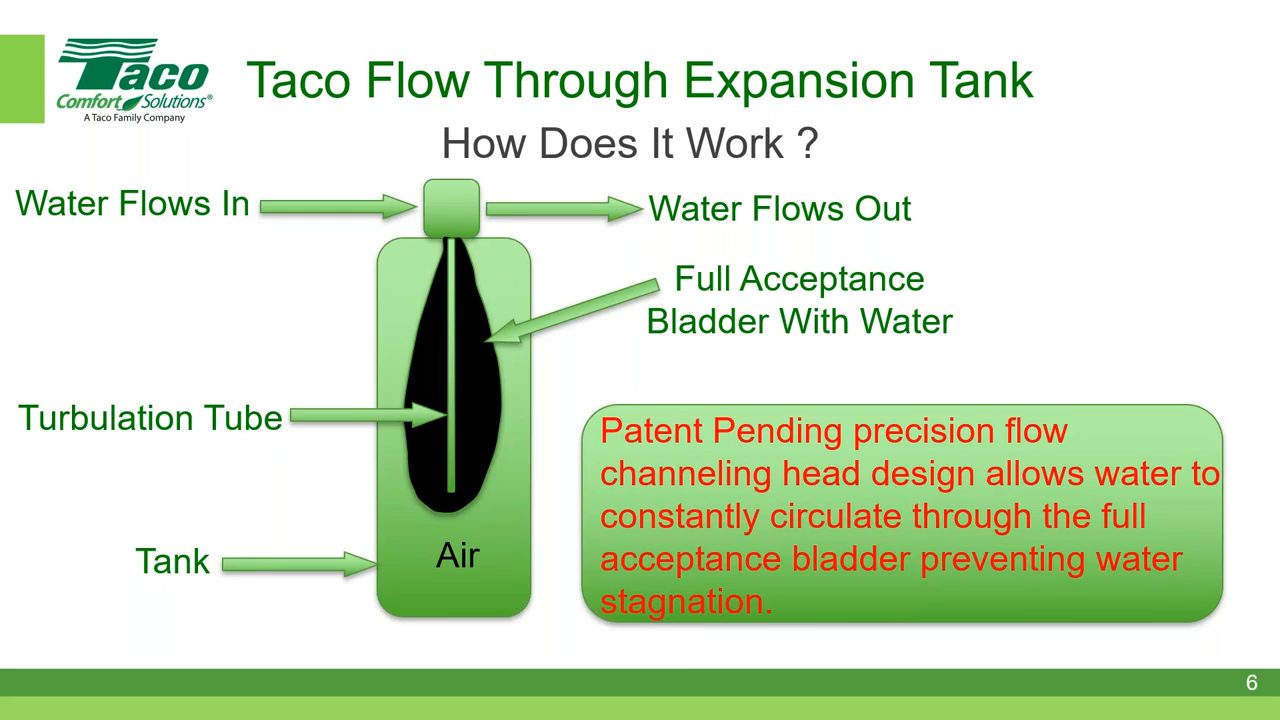 Taco
Comfort Solutions®
A Taco Family Company
Taco Flow Through Expansion Tank
How Does It Work ?
Water Flows In
Water Flows Out
Full Acceptance
Bladder With Water
Turbulation Tube
Tank
Air
Patent Pending precision flow
channeling head design allows water to
constantly circulate through the full
acceptance bladder preventing water
stagnation.
6